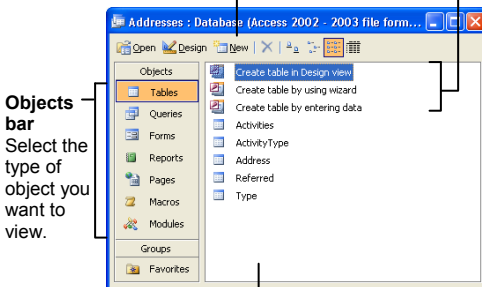 Addresses : Database (Access 2002 - 2003 file form...
Open Design New
Objects
Tables
Queries
Forms
Reports
Pages
Macros
Modules
Groups
Favorites
Create table in Design view
Create table by using wizard
Create table by entering data
Activities
ActivityType
Address
Referred
Type
Objects
bar
Select the
type of
object you
want to
view.